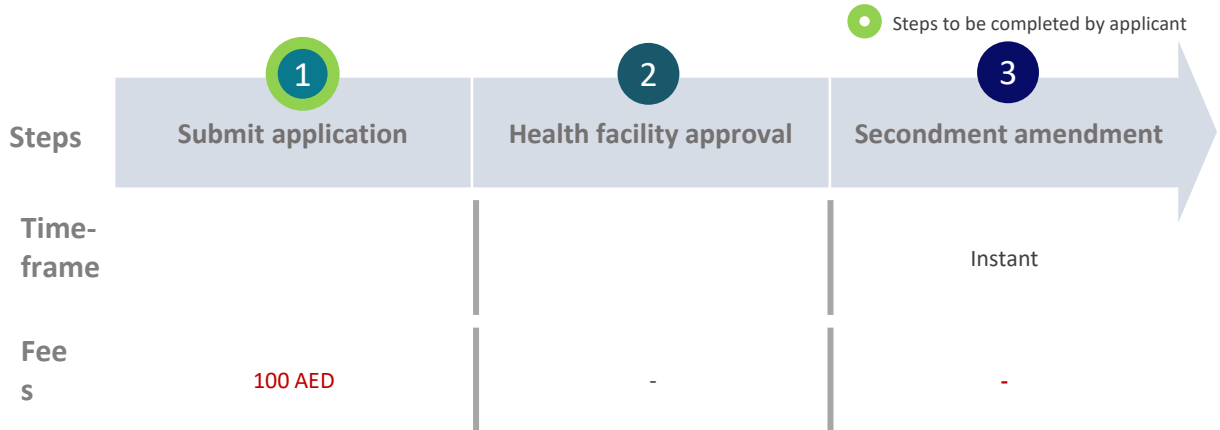 Steps to be completed by applicant
1
2
3
Steps
Submit application
Health facility approval
Secondment amendment
Time-
frame
Instant
Fee
s
100 AED
-
-